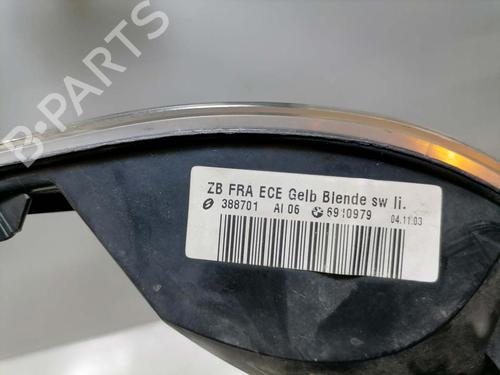 B-PARTS
ZB FRA ECE Gelb Blende sw li.
388701 AI 06 6910979 04.11.03